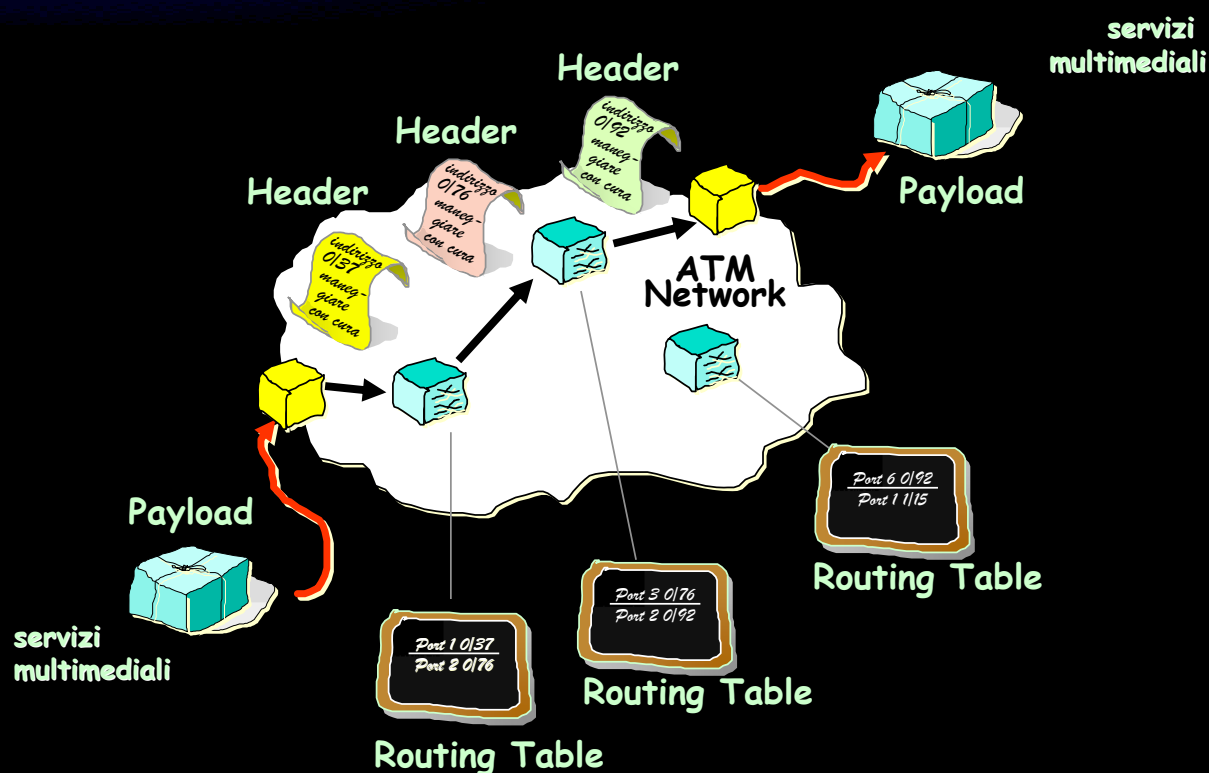 servizi
multimediali
Header
indirizzo
0/92
maneg-
giare
con cura
Header
indirizzo
0/76
maneg-
giare
con cura
Header
indirizzo
0/37
maneg-
giare
con cura
Payload
ATM
Network
Payload
servizi
multimediali
Port 6 0/92
Port 1 1/15
Routing Table
Port 3 0/76
Port 2 0/92
Routing Table
Port 1 0/37
Port 2 0/76
Routing Table